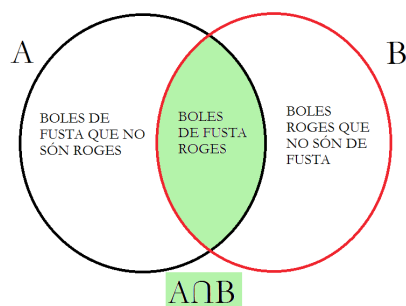 A
B
BOLES DE
FUSTA QUE NO
SÓN ROGES
BOLES
DE FUSTA
ROGES
BOLES
ROGES QUE
NO SÓN DE
FUSTA
A∩B